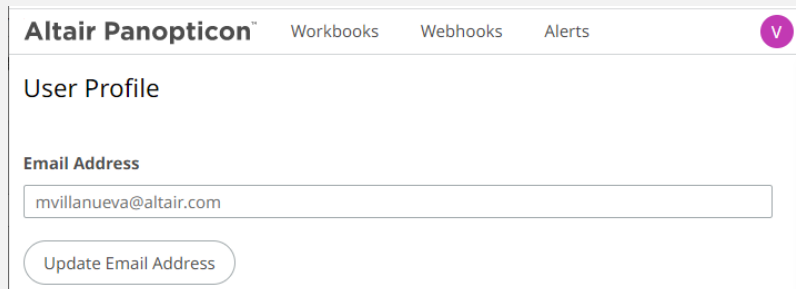 Altair Panopticon™ Workbooks Webhooks Alerts V
User Profile
Email Address
mvillanueva@altair.com
Update Email Address